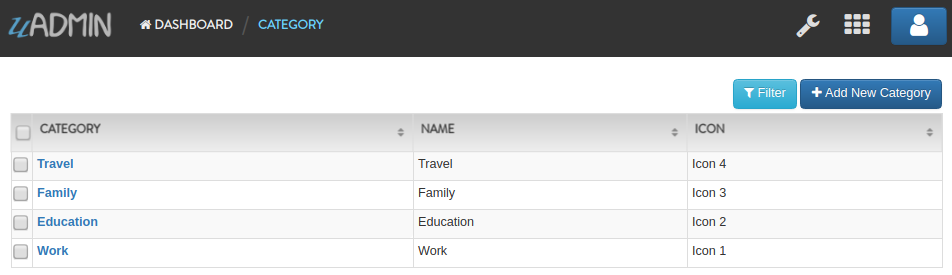 uADMIN DASHBOARD / CATEGORY
Filter Add New Category
CATEGORY NAME ICON
Travel Travel Icon 4
Family Family Icon 3
Education Education Icon 2
Work Work Icon 1